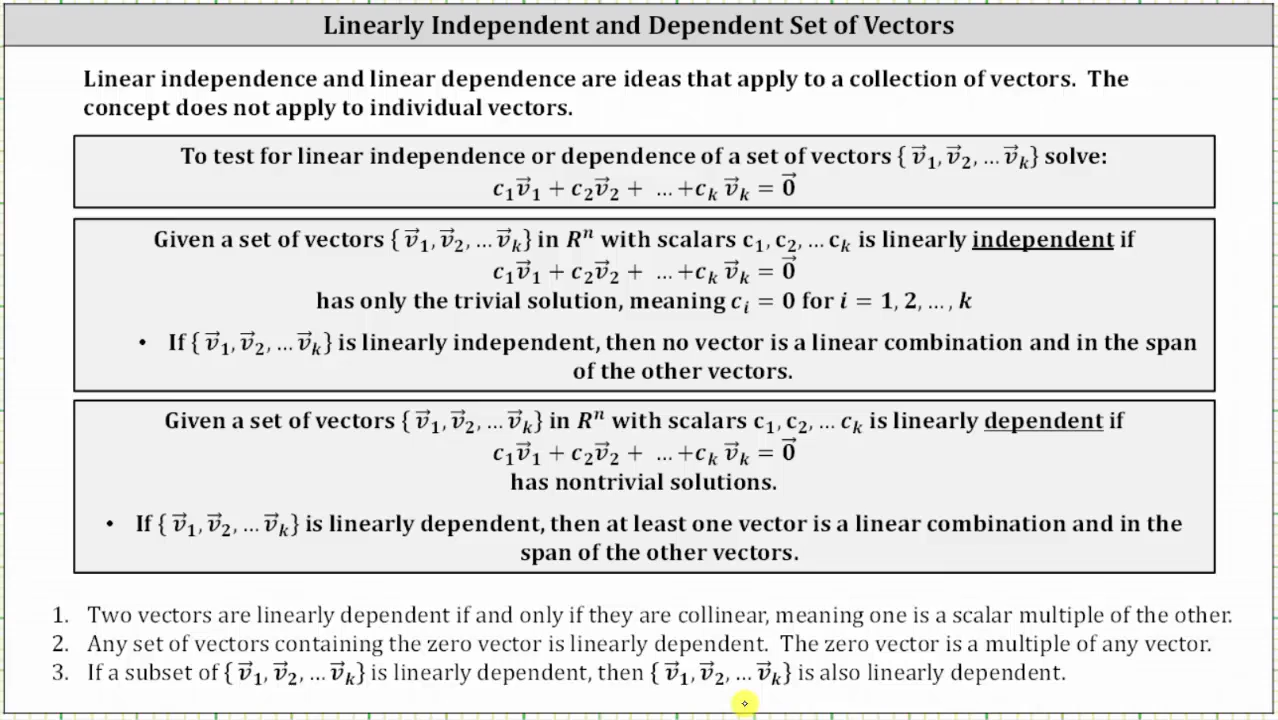 Linearly Independent and Dependent Set of Vectors
Linear independence and linear dependence are ideas that apply to a collection of vectors. The
concept does not apply to individual vectors.
To test for linear independence or dependence of a set of vectors { v⃗₁, v⃗₂, … v⃗ₖ} solve:
c₁v⃗₁ + c₂v⃗₂ + … +cₖ v⃗ₖ = 0⃗
Given a set of vectors { v⃗₁, v⃗₂, … v⃗ₖ} in Rⁿ with scalars c₁, c₂, … cₖ is linearly independent if
c₁v⃗₁ + c₂v⃗₂ + … +cₖ v⃗ₖ = 0⃗
has only the trivial solution, meaning cᵢ = 0 for i = 1, 2, … , k
• If { v⃗₁, v⃗₂, … v⃗ₖ} is linearly independent, then no vector is a linear combination and in the span
of the other vectors.
Given a set of vectors { v⃗₁, v⃗₂, … v⃗ₖ} in Rⁿ with scalars c₁, c₂, … cₖ is linearly dependent if
c₁v⃗₁ + c₂v⃗₂ + … +cₖ v⃗ₖ = 0⃗
has nontrivial solutions.
• If { v⃗₁, v⃗₂, … v⃗ₖ} is linearly dependent, then at least one vector is a linear combination and in the
span of the other vectors.
1. Two vectors are linearly dependent if and only if they are collinear, meaning one is a scalar multiple of the other.
2. Any set of vectors containing the zero vector is linearly dependent. The zero vector is a multiple of any vector.
3. If a subset of { v⃗₁, v⃗₂, … v⃗ₖ} is linearly dependent, then { v⃗₁, v⃗₂, … v⃗ₖ} is also linearly dependent.